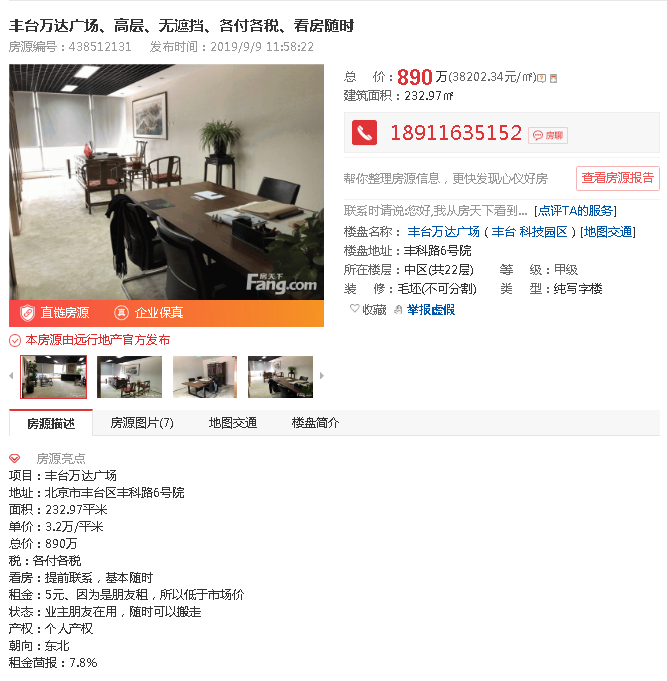 丰台万达广场、高层、无遮挡、各付各税、看房随时
房源编号：438512131 发布时间：2019/9/9 11:58:22
总 价：890万(38202.34元/㎡)
建筑面积：232.97㎡
18911635152 房聊
帮你整理房源信息，更快发现心仪好房 查看房源报告
联系时请说:您好,我从房天下看到... [点评TA的服务]
楼盘名称： 丰台万达广场 ( 丰台 科技园区 ) [地图交通]
楼盘地址：丰科路6号院
所在楼层：中区(共22层) 等 级：甲级
装 修：毛坯(不可分割) 类 型：纯写字楼
收藏 举报虚假
房天下
Fang.com
直链房源 企业保真
本房源由远行地产官方发布
房源描述 房源图片(7) 地图交通 楼盘简介
房源亮点
项目：丰台万达广场
地址：北京市丰台区丰科路6号院
面积：232.97平米
单价：3.2万/平米
总价：890万
税：各付各税
看房：提前联系，基本随时
租金：5元、因为是朋友租，所以低于市场价
状态：业主朋友在用，随时可以搬走
产权：个人产权
朝向：东北
租金茴报：7.8%